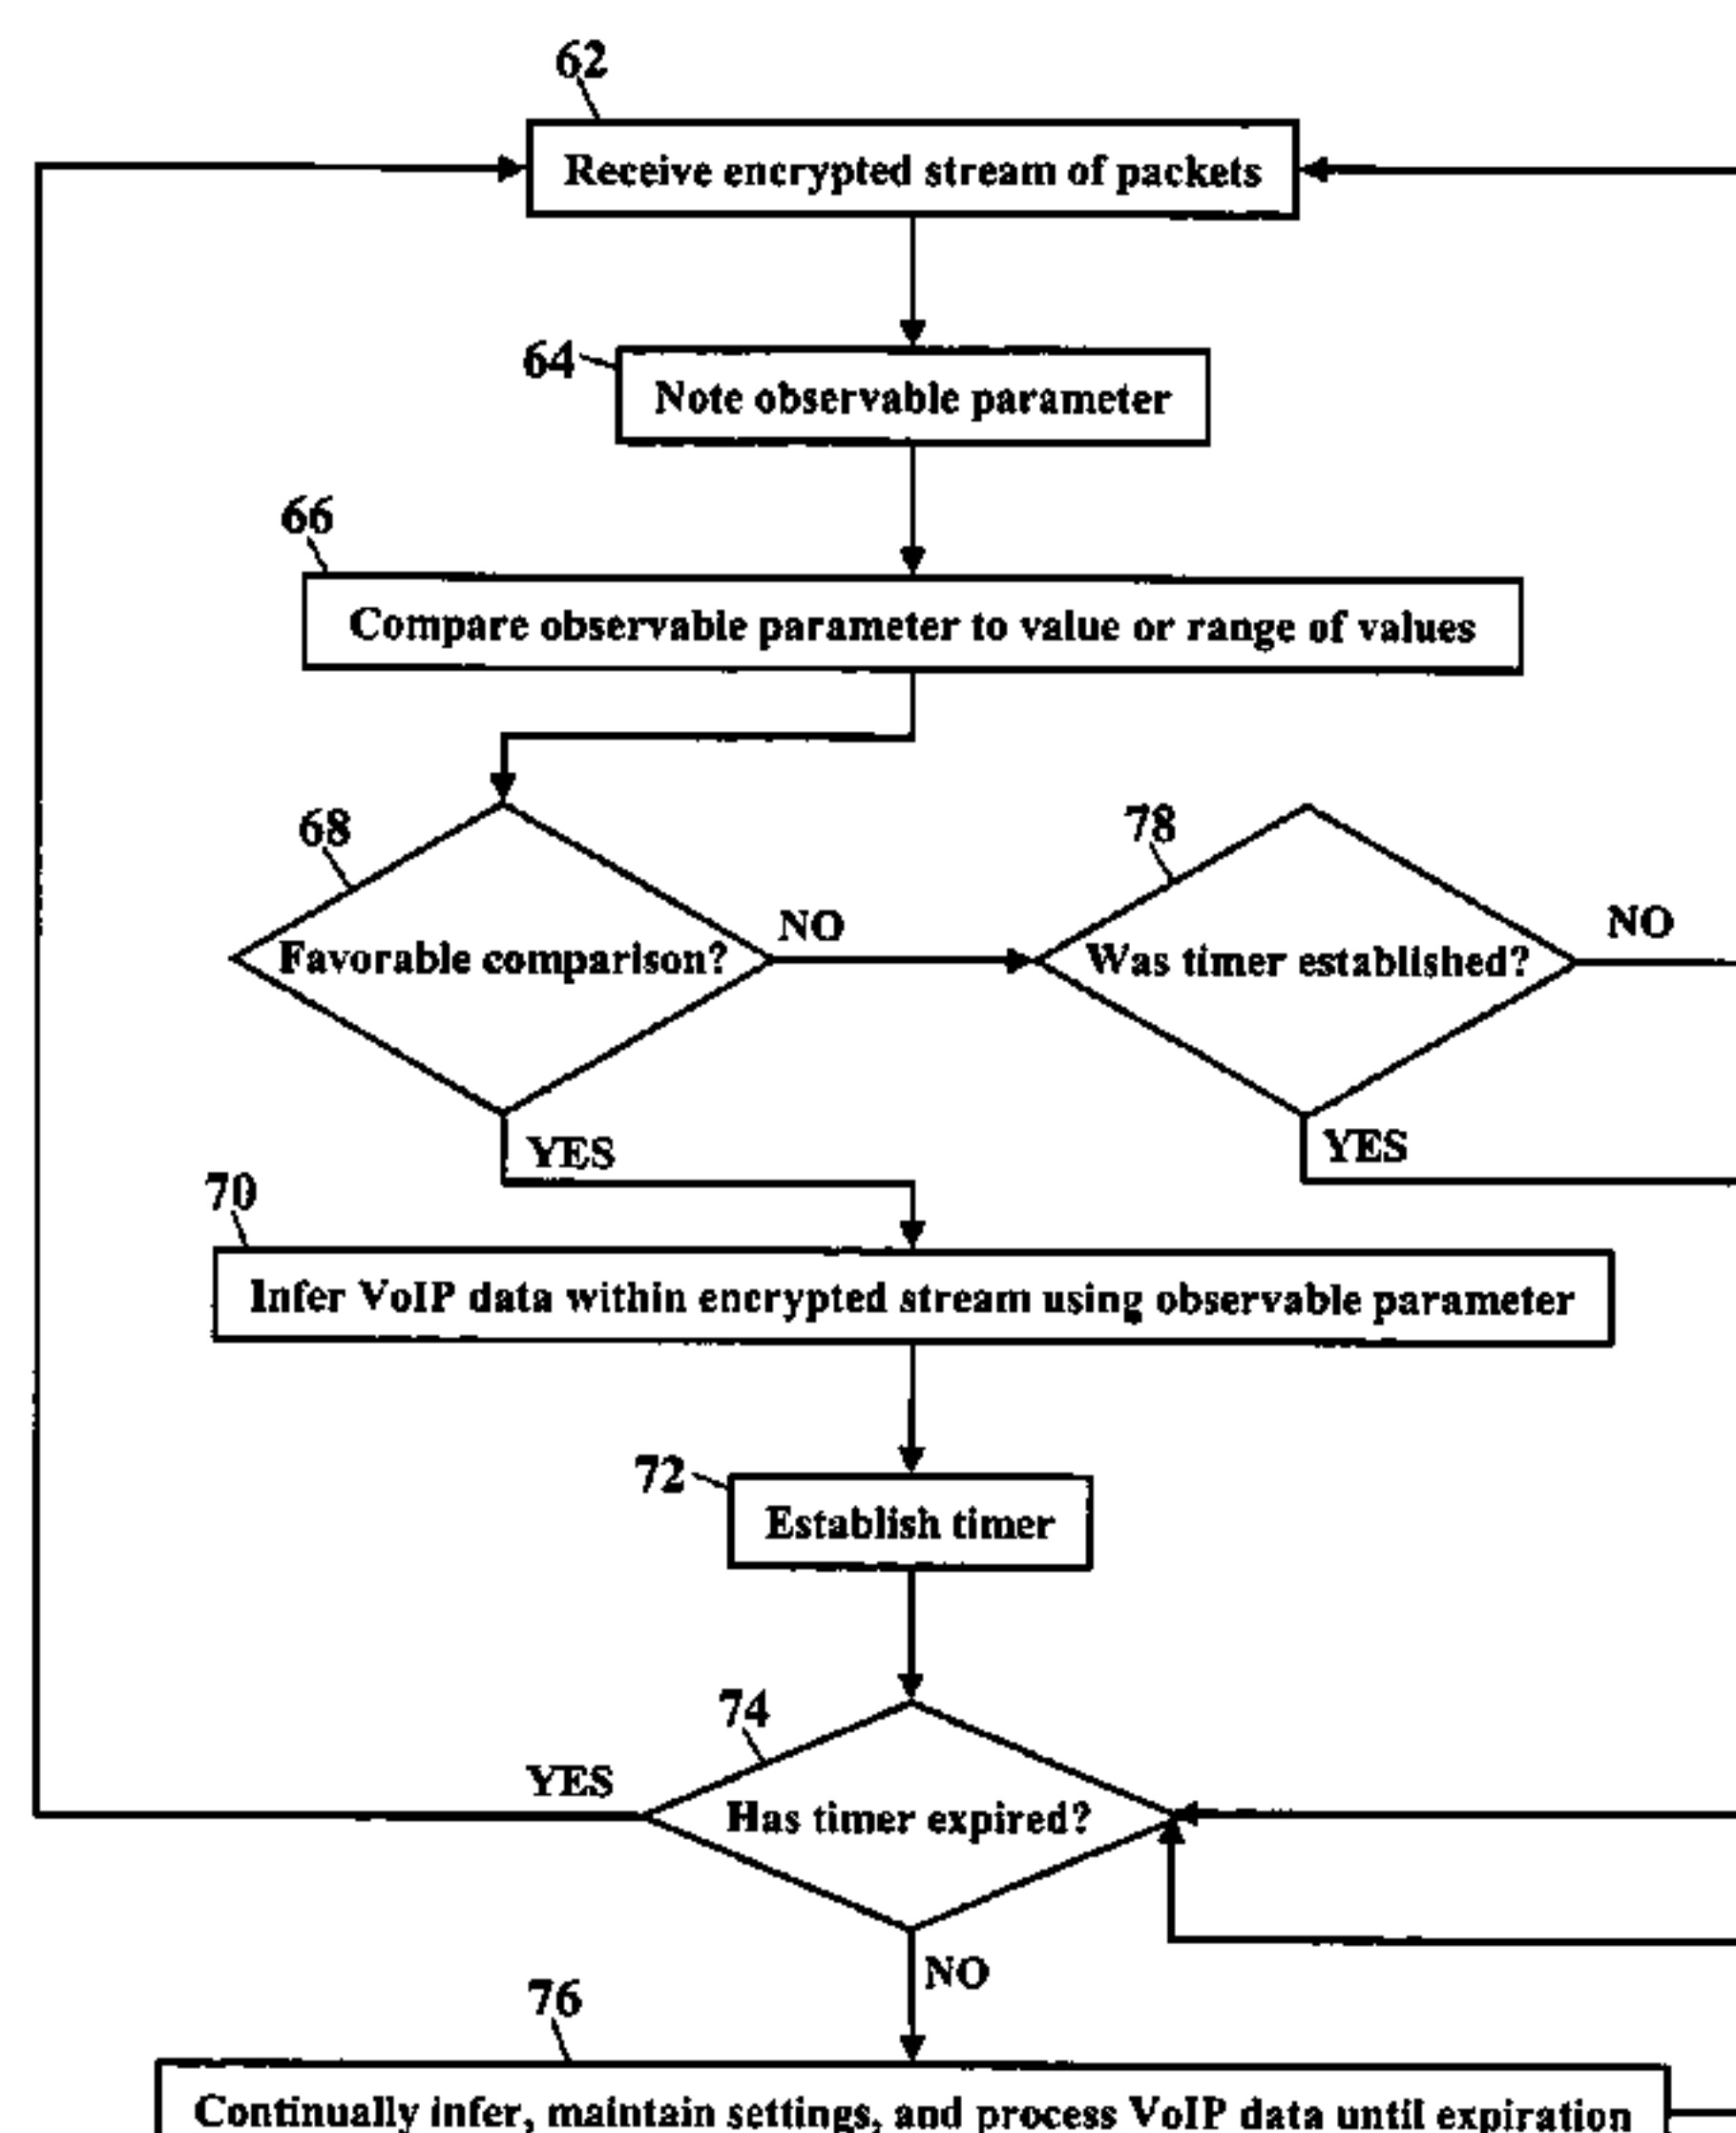 62
Receive encrypted stream of packets
64
Note observable parameter
66
Compare observable parameter to value or range of values
68
Favorable comparison?
NO
78
Was timer established?
NO
YES
YES
70
Infer VoIP data within encrypted stream using observable parameter
72
Establish timer
74
YES
Has timer expired?
NO
76
Continually infer, maintain settings, and process VoIP data until expiration